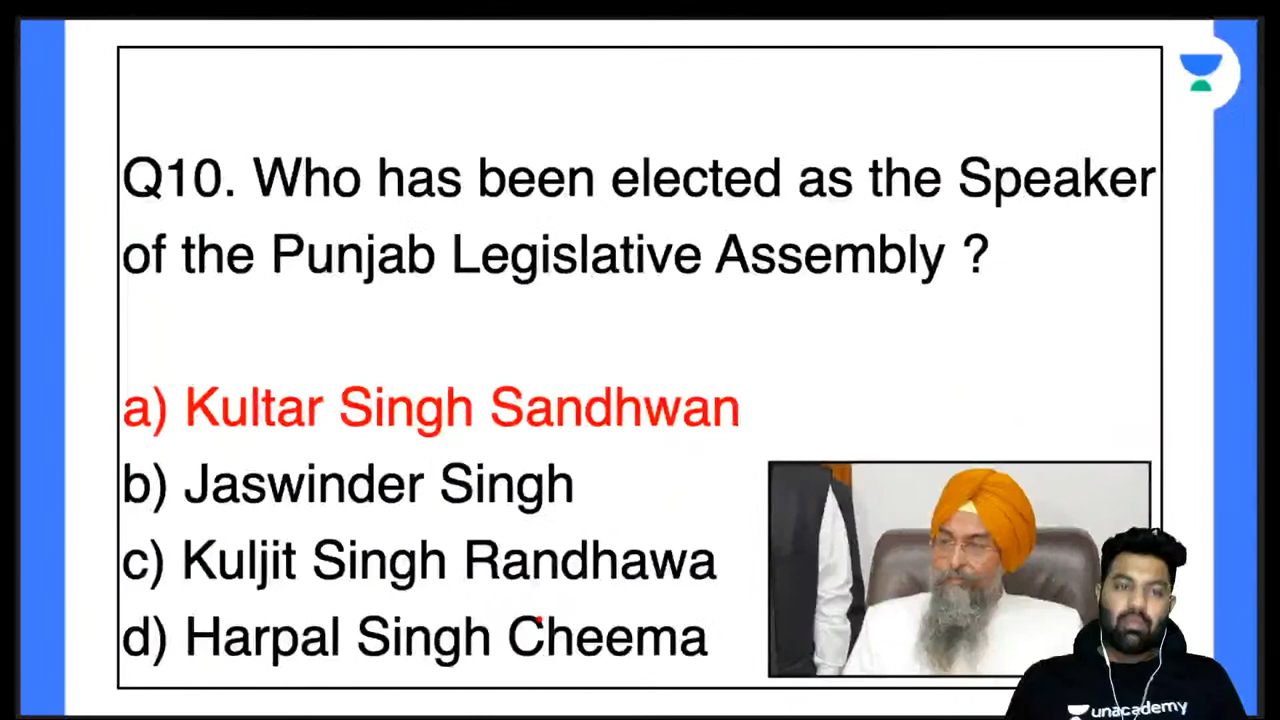 Q10. Who has been elected as the Speaker
of the Punjab Legislative Assembly ?
a) Kultar Singh Sandhwan
b) Jaswinder Singh
c) Kuljit Singh Randhawa
d) Harpal Singh Cheema
unacademy